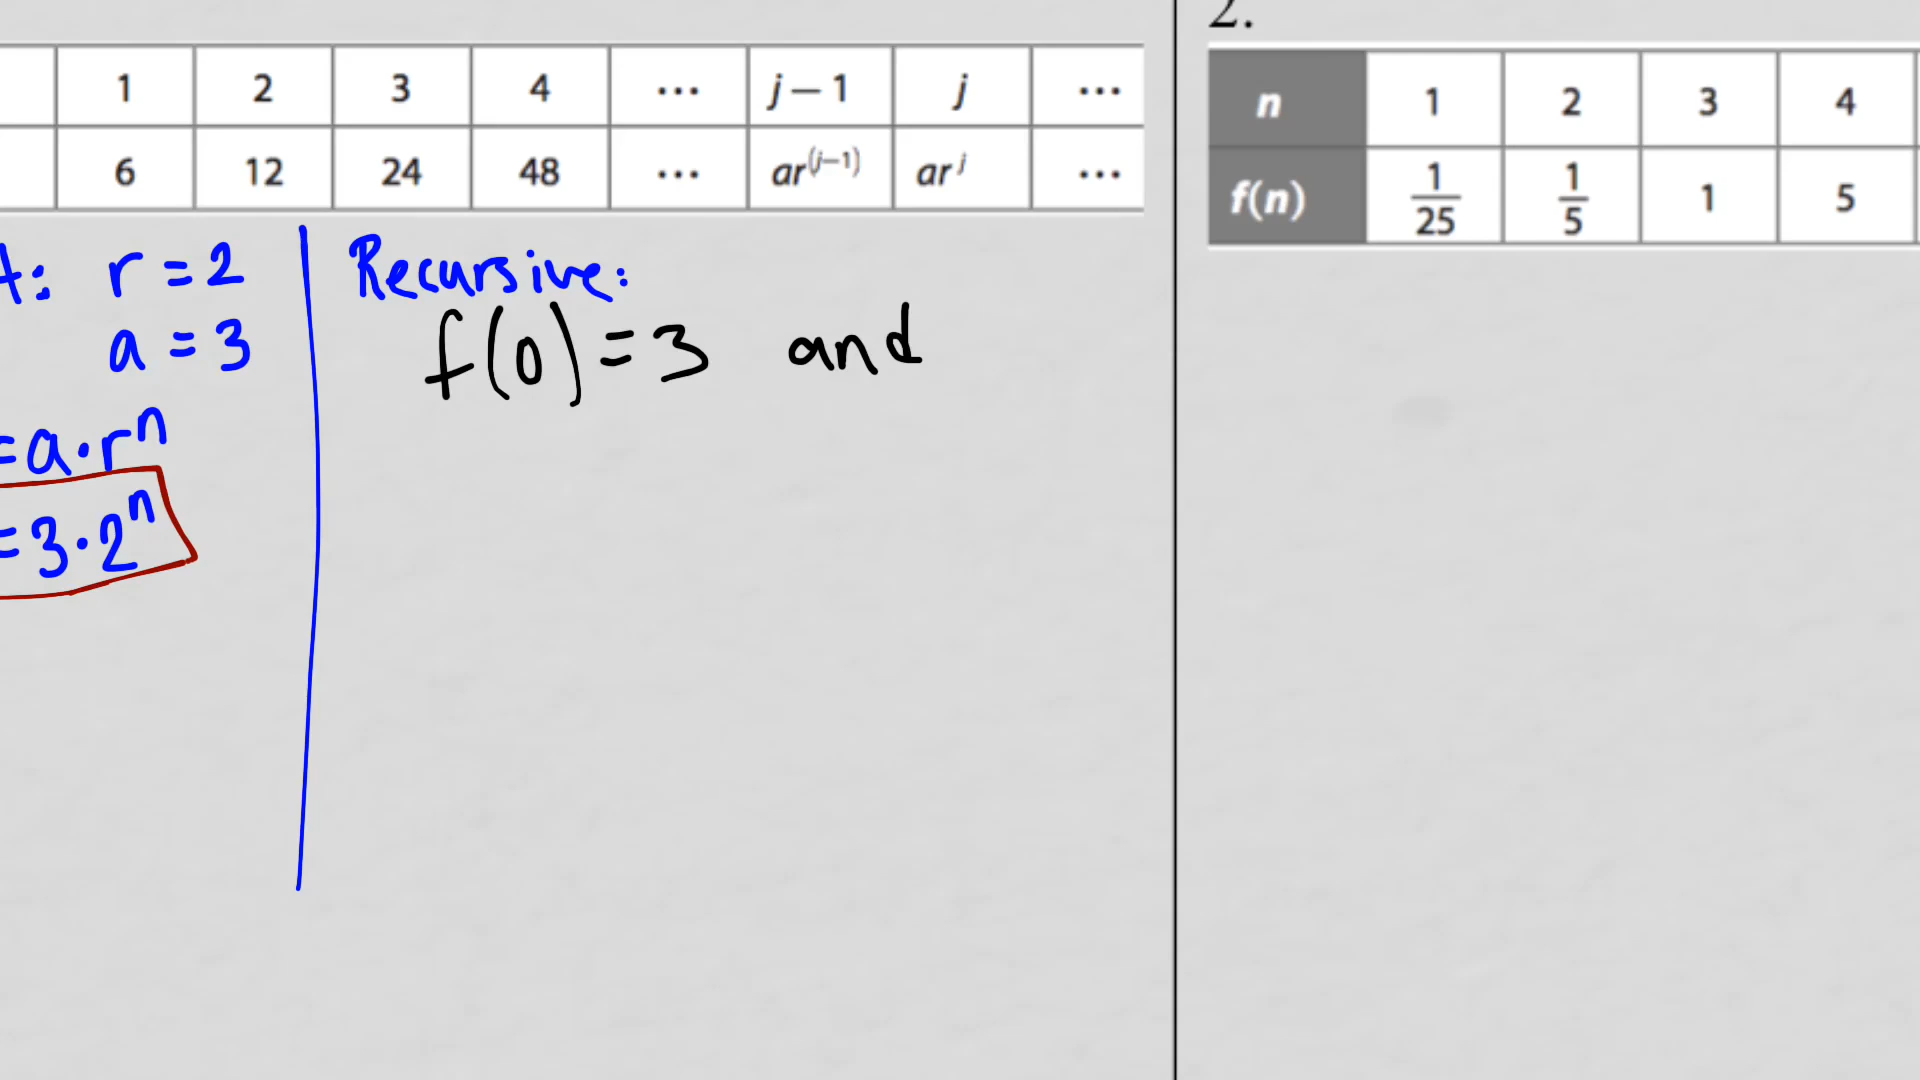 1 2 3 4 ... j – 1 j ...
6 12 24 48 ... ar^(j–1) ar^j ...
t: r = 2
a = 3
= a · r^n
= 3 · 2^n
Recursive:
f(0) = 3 and
2.
n 1 2 3 4
f(n) 1/25 1/5 1 5